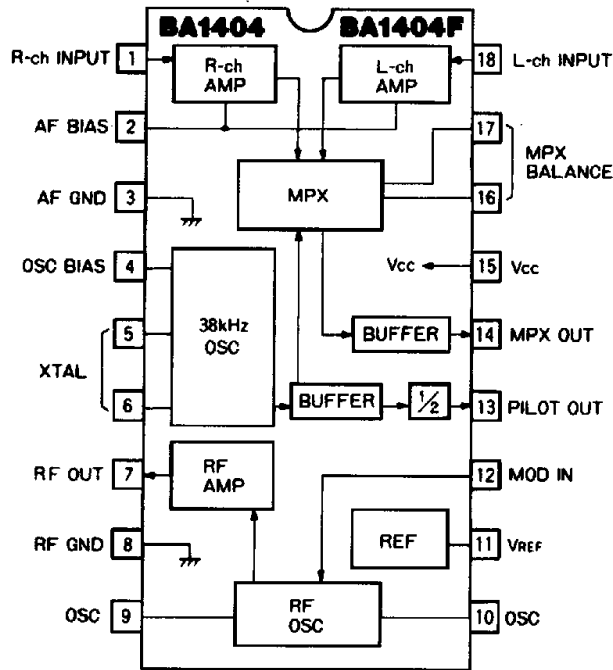 BA1404 BA1404F
R-ch INPUT 1 R-ch AMP L-ch AMP 18 L-ch INPUT
AF BIAS 2 17
MPX BALANCE
AF GND 3 MPX 16
OSC BIAS 4 Vcc 15 Vcc
5 38kHz OSC BUFFER 14 MPX OUT
XTAL
6 BUFFER 1/2 13 PILOT OUT
RF OUT 7 RF AMP 12 MOD IN
RF GND 8 REF 11 VREF
OSC 9 RF OSC 10 OSC